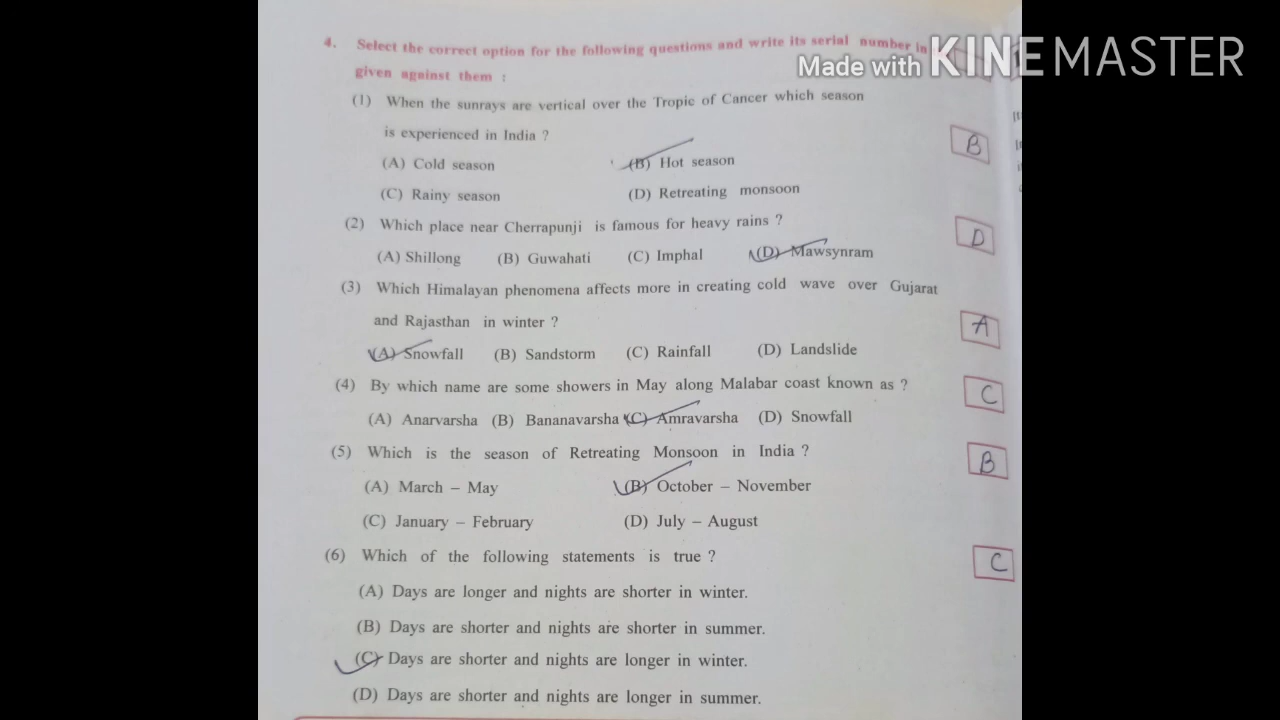 4. Select the correct option for the following questions and write its serial number in
given against them :
Made with KINEMASTER
(1) When the sunrays are vertical over the Tropic of Cancer which season
is experienced in India ?
B
(A) Cold season (B) Hot season
(C) Rainy season (D) Retreating monsoon
(2) Which place near Cherrapunji is famous for heavy rains ?
D
(A) Shillong (B) Guwahati (C) Imphal (D) Mawsynram
(3) Which Himalayan phenomena affects more in creating cold wave over Gujarat
and Rajasthan in winter ?
A
(A) Snowfall (B) Sandstorm (C) Rainfall (D) Landslide
(4) By which name are some showers in May along Malabar coast known as ?
C
(A) Anarvarsha (B) Bananavarsha (C) Amravarsha (D) Snowfall
(5) Which is the season of Retreating Monsoon in India ?
B
(A) March – May (B) October – November
(C) January – February (D) July – August
(6) Which of the following statements is true ?
C
(A) Days are longer and nights are shorter in winter.
(B) Days are shorter and nights are shorter in summer.
(C) Days are shorter and nights are longer in winter.
(D) Days are shorter and nights are longer in summer.